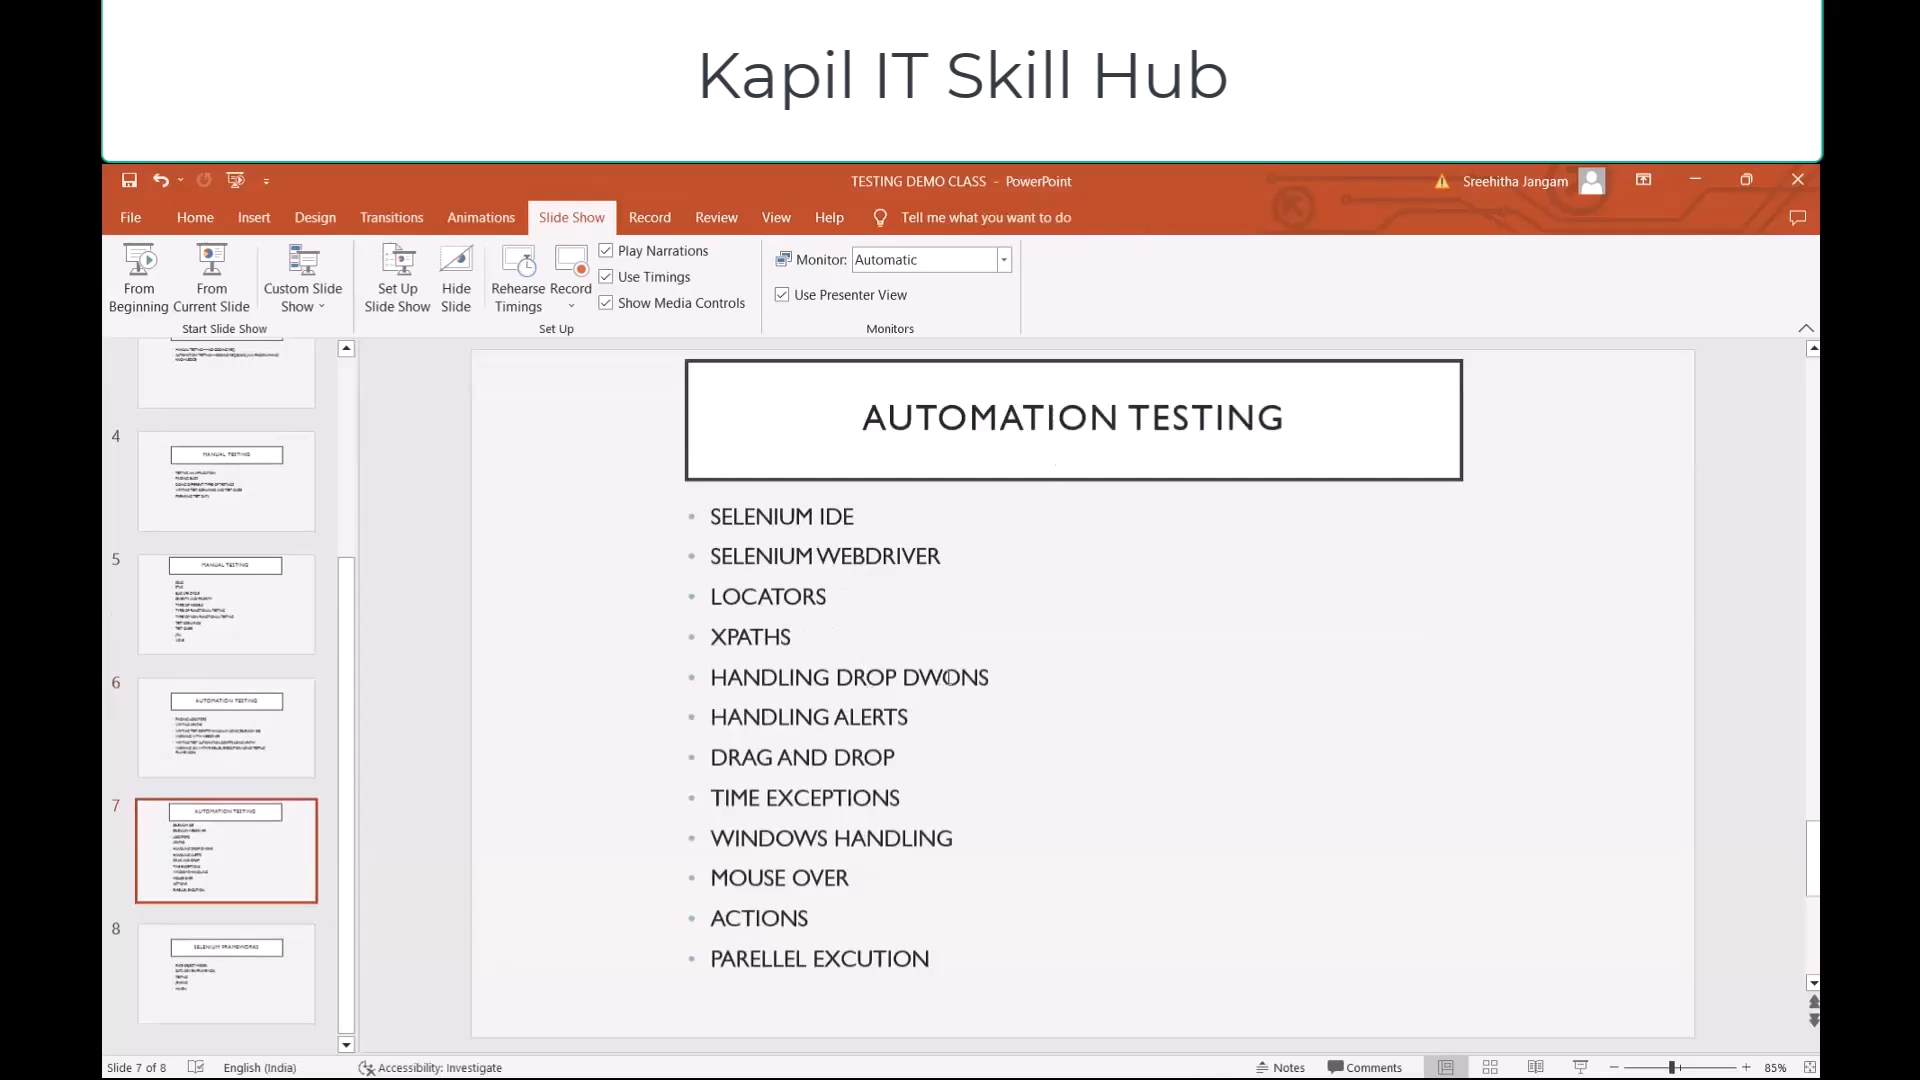 Kapil IT Skill Hub
TESTING DEMO CLASS - PowerPoint
Sreehitha Jangam
File Home Insert Design Transitions Animations Slide Show Record Review View Help Tell me what you want to do
From Beginning
From Current Slide
Custom Slide Show
Start Slide Show
Set Up Slide Show
Hide Slide
Rehearse Timings
Record
Play Narrations
Use Timings
Show Media Controls
Set Up
Monitor: Automatic
Use Presenter View
Monitors
4
MANUAL TESTING
5
MANUAL TESTING
6
AUTOMATION TESTING
7
AUTOMATION TESTING
8
AUTOMATION TESTING
• SELENIUM IDE
• SELENIUM WEBDRIVER
• LOCATORS
• XPATHS
• HANDLING DROP DWONS
• HANDLING ALERTS
• DRAG AND DROP
• TIME EXCEPTIONS
• WINDOWS HANDLING
• MOUSE OVER
• ACTIONS
• PARELLEL EXCUTION
Slide 7 of 8 English (India) Accessibility: Investigate Notes Comments 85%